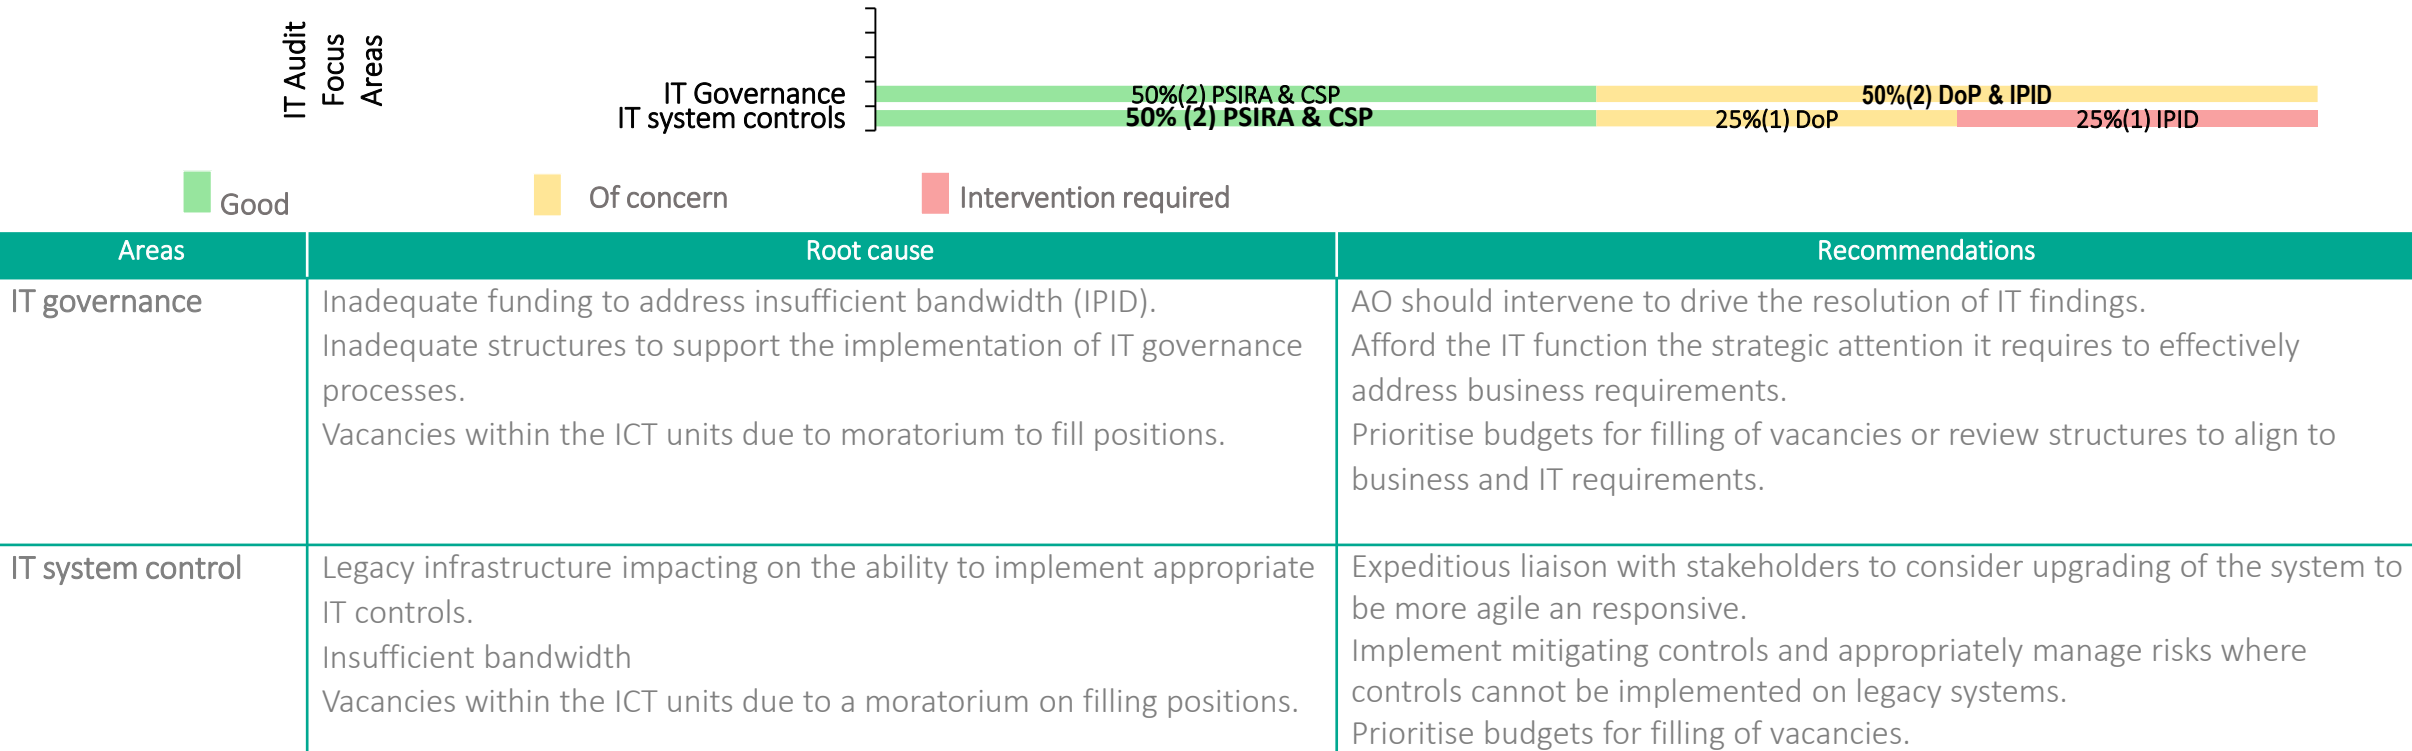 IT Audit
Focus
Areas
IT Governance
50%(2) PSIRA & CSP
50%(2) DoP & IPID
IT system controls
50% (2) PSIRA & CSP
25%(1) DoP
25%(1) IPID
Good
Of concern
Intervention required
Areas
Root cause
Recommendations
IT governance
Inadequate funding to address insufficient bandwidth (IPID).
Inadequate structures to support the implementation of IT governance
processes.
Vacancies within the ICT units due to moratorium to fill positions.
AO should intervene to drive the resolution of IT findings.
Afford the IT function the strategic attention it requires to effectively
address business requirements.
Prioritise budgets for filling of vacancies or review structures to align to
business and IT requirements.
IT system control
Legacy infrastructure impacting on the ability to implement appropriate
IT controls.
Insufficient bandwidth
Vacancies within the ICT units due to a moratorium on filling positions.
Expeditious liaison with stakeholders to consider upgrading of the system to
be more agile an responsive.
Implement mitigating controls and appropriately manage risks where
controls cannot be implemented on legacy systems.
Prioritise budgets for filling of vacancies.